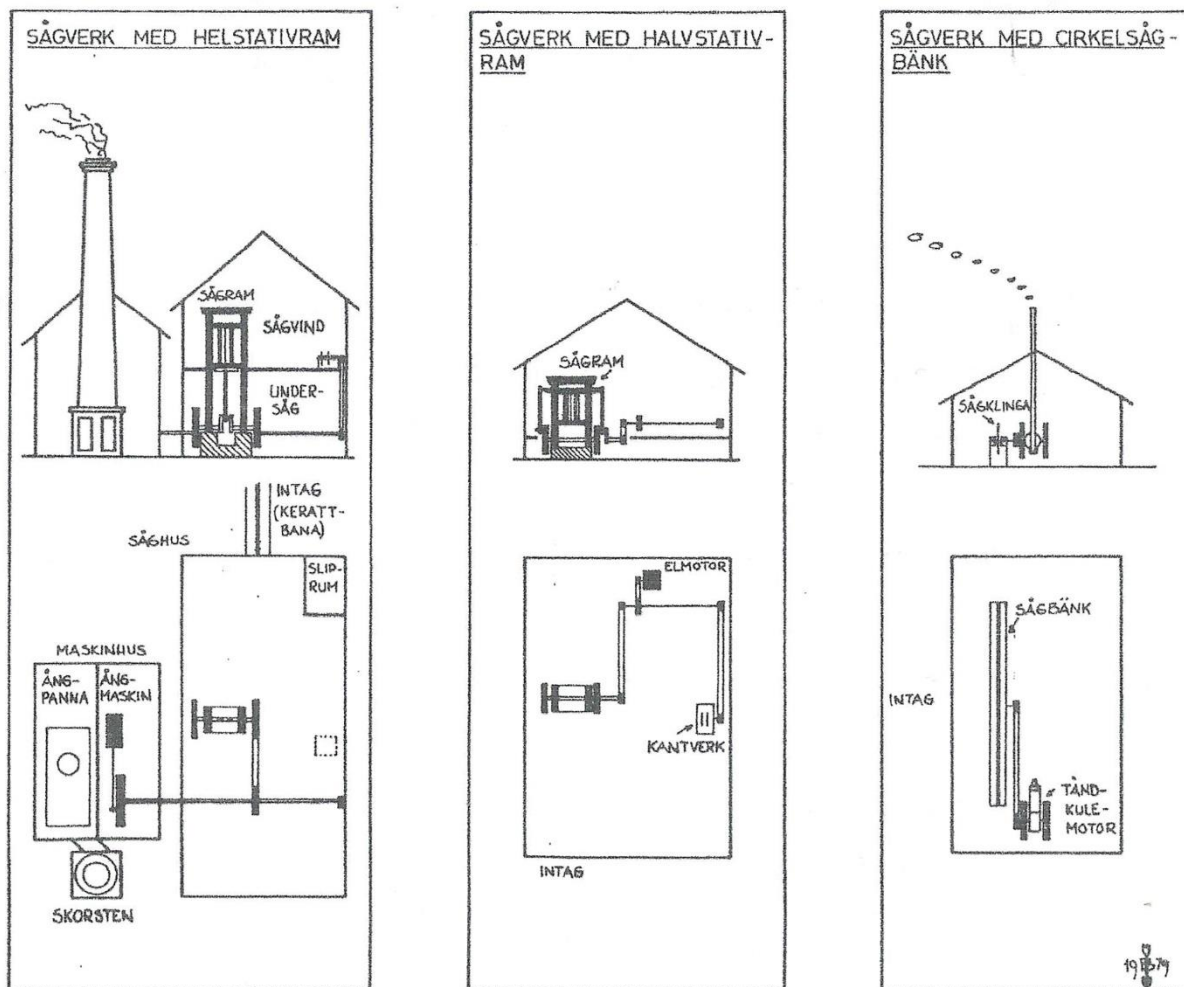 SÅGVERK MED HELSTATIVRAM
SÅGRAM
SÅGVIND
UNDER-
SÅG
INTAG
(KERATT-
BANA)
SÅGHUS
SLIP-
RUM
MASKINHUS
ÅNG-
PANNA
ÅNG-
MASKIN
SKORSTEN
SÅGVERK MED HALVSTATIV-
RAM
SÅGRAM
ELMOTOR
KANTVERK
INTAG
SÅGVERK MED CIRKELSÅG-
BÄNK
SÅGKLINGA
SÅGBÄNK
INTAG
TÄND-
KULE-
MOTOR